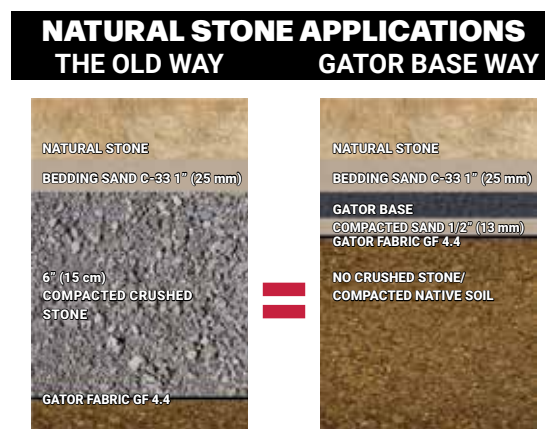 NATURAL STONE APPLICATIONS
THE OLD WAY
GATOR BASE WAY
NATURAL STONE
BEDDING SAND C-33 1” (25 mm)
6” (15 cm)
COMPACTED CRUSHED
STONE
GATOR FABRIC GF 4.4
NATURAL STONE
BEDDING SAND C-33 1” (25 mm)
GATOR BASE
COMPACTED SAND 1/2” (13 mm)
GATOR FABRIC GF 4.4
NO CRUSHED STONE/
COMPACTED NATIVE SOIL